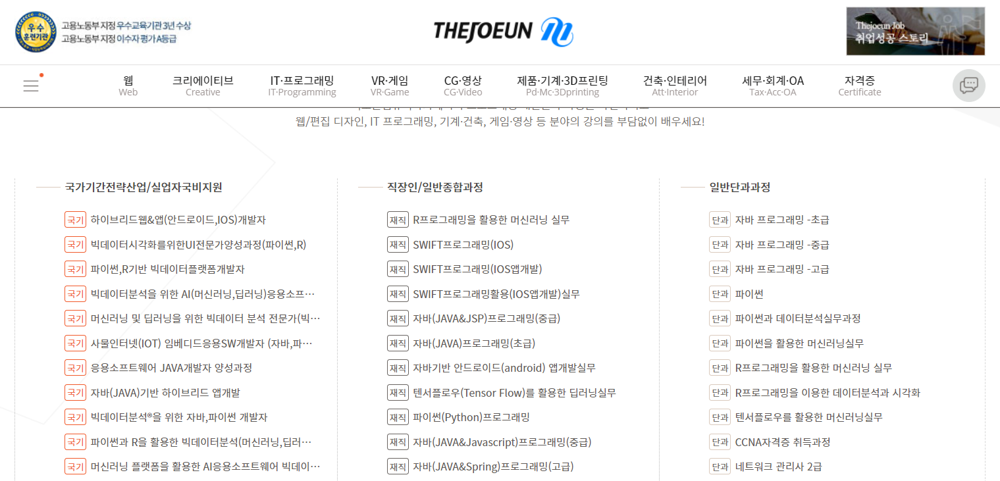 우수
훈련기관
고용노동부 지정 우수교육기관 3년 수상
고용노동부 지정 이수자 평가 A등급
THEJOEUN
Thejoeun Job
취업성공 스토리
웹
Web
크리에이티브
Creative
IT·프로그래밍
IT·Programming
VR·게임
VR·Game
CG·영상
CG·Video
제품·기계·3D프린팅
Pd·Mc·3Dprinting
건축·인테리어
Att·Interior
세무·회계·OA
Tax·Acc·OA
자격증
Certificate
웹/편집 디자인, IT 프로그래밍, 기계·건축, 게임·영상 등 분야의 강의를 부담없이 배우세요!
국가기간전략산업/실업자국비지원
국기 하이브리드웹&앱(안드로이드,IOS)개발자
국기 빅데이터시각화를위한UI전문가양성과정(파이썬,R)
국기 파이썬,R기반 빅데이터플랫폼개발자
국기 빅데이터분석을 위한 AI(머신러닝,딥러닝)응용소프…
국기 머신러닝 및 딥러닝을 위한 빅데이터 분석 전문가(빅…
국기 사물인터넷(IOT) 임베디드응용SW개발자 (자바,파…
국기 응용소프트웨어 JAVA개발자 양성과정
국기 자바(JAVA)기반 하이브리드 앱개발
국기 빅데이터분석®을 위한 자바,파이썬 개발자
국기 파이썬과 R을 활용한 빅데이터분석(머신러닝,딥러…
국기 머신러닝 플랫폼을 활용한 AI응용소프트웨어 빅데이…
직장인/일반종합과정
재직 R프로그래밍을 활용한 머신러닝 실무
재직 SWIFT프로그래밍(IOS)
재직 SWIFT프로그래밍(IOS앱개발)
재직 SWIFT프로그래밍활용(IOS앱개발)실무
재직 자바(JAVA&JSP)프로그래밍(중급)
재직 자바(JAVA)프로그래밍(초급)
재직 자바기반 안드로이드(android) 앱개발실무
재직 텐서플로우(Tensor Flow)를 활용한 딥러닝실무
재직 파이썬(Python)프로그래밍
재직 자바(JAVA&Javascript)프로그래밍(중급)
재직 자바(JAVA&Spring)프로그래밍(고급)
일반단과과정
단과 자바 프로그래밍 -초급
단과 자바 프로그래밍 -중급
단과 자바 프로그래밍 -고급
단과 파이썬
단과 파이썬과 데이터분석실무과정
단과 파이썬을 활용한 머신러닝실무
단과 R프로그래밍을 활용한 머신러닝 실무
단과 R프로그래밍을 이용한 데이터분석과 시각화
단과 텐서플로우를 활용한 머신러닝실무
단과 CCNA자격증 취득과정
단과 네트워크 관리사 2급